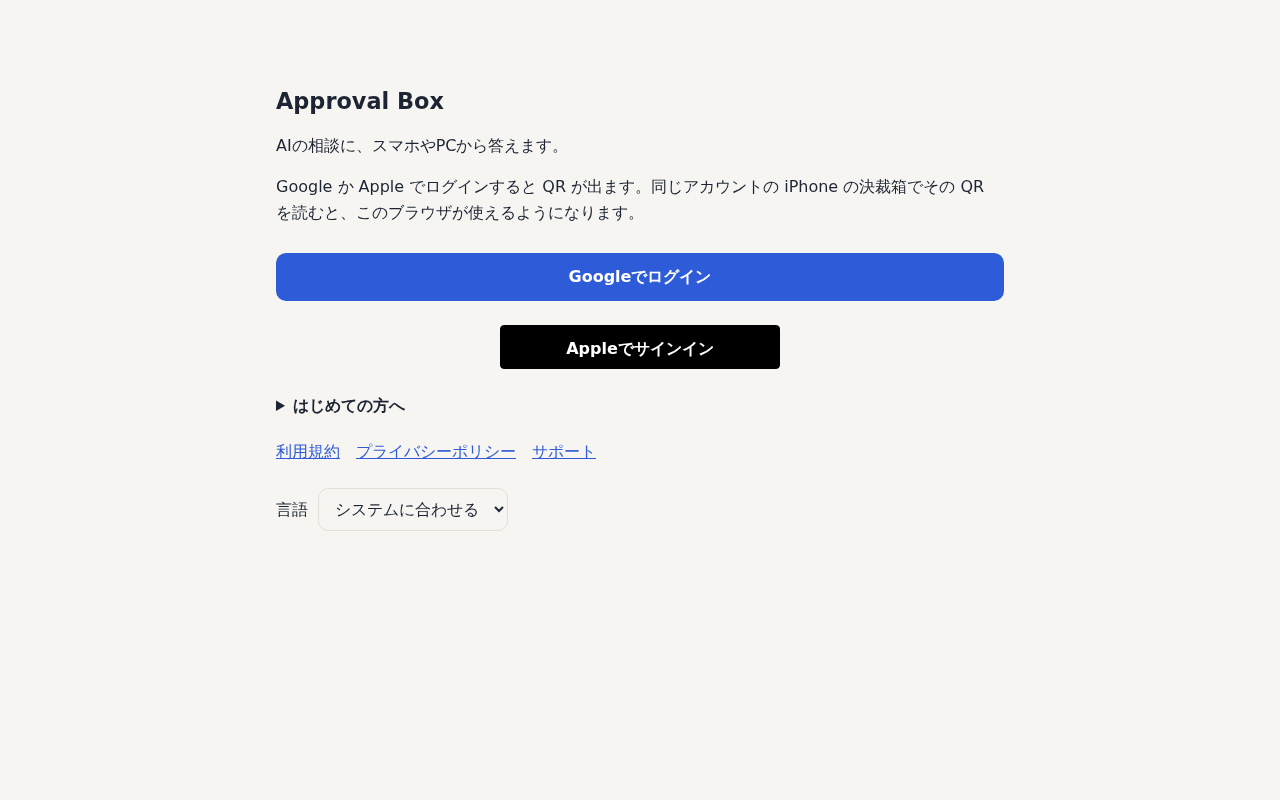 Approval Box
AIの相談に、スマホやPCから答えます。
Google か Apple でログインすると QR が出ます。同じアカウントの iPhone の決裁箱でその QR
を読むと、このブラウザが使えるようになります。
Googleでログイン
Appleでサインイン
はじめての方へ
利用規約 プライバシーポリシー サポート
言語 システムに合わせる